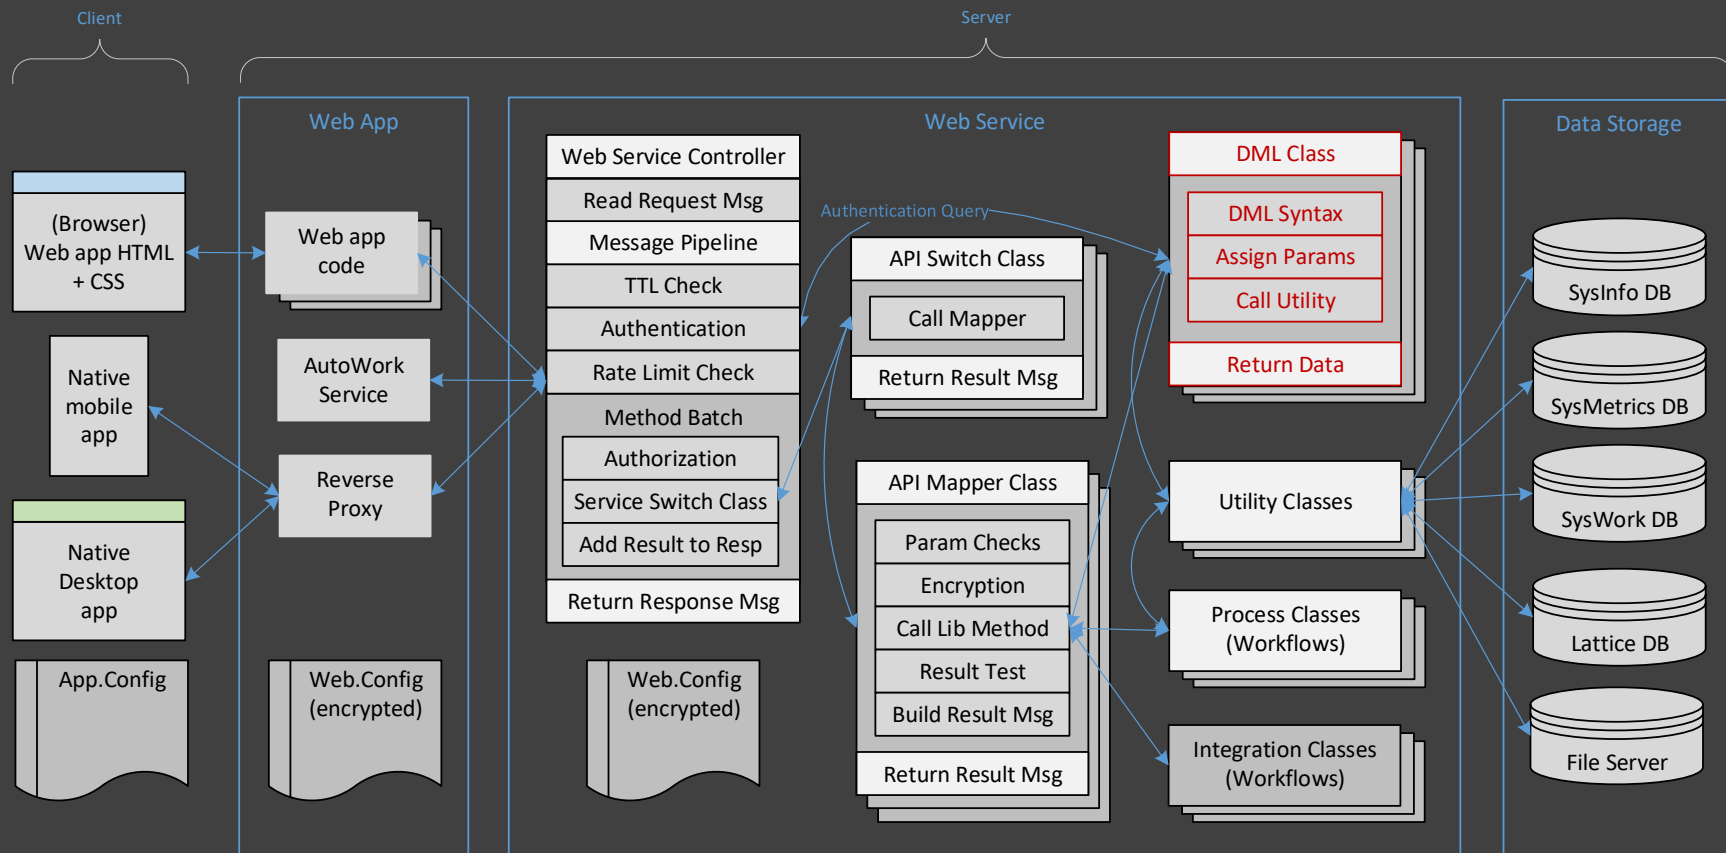 Client
Server
Web App
Web Service
Data Storage
(Browser)
Web app HTML
+ CSS
Native
mobile
app
Native
Desktop
app
App.Config
Web app
code
AutoWork
Service
Reverse
Proxy
Web.Config
(encrypted)
Web Service Controller
Read Request Msg
Message Pipeline
TTL Check
Authentication
Rate Limit Check
Method Batch
Authorization
Service Switch Class
Add Result to Resp
Return Response Msg
Web.Config
(encrypted)
Authentication Query
API Switch Class
Call Mapper
Return Result Msg
API Mapper Class
Param Checks
Encryption
Call Lib Method
Result Test
Build Result Msg
Return Result Msg
DML Class
DML Syntax
Assign Params
Call Utility
Return Data
Utility Classes
Process Classes
(Workflows)
Integration Classes
(Workflows)
SysInfo DB
SysMetrics DB
SysWork DB
Lattice DB
File Server